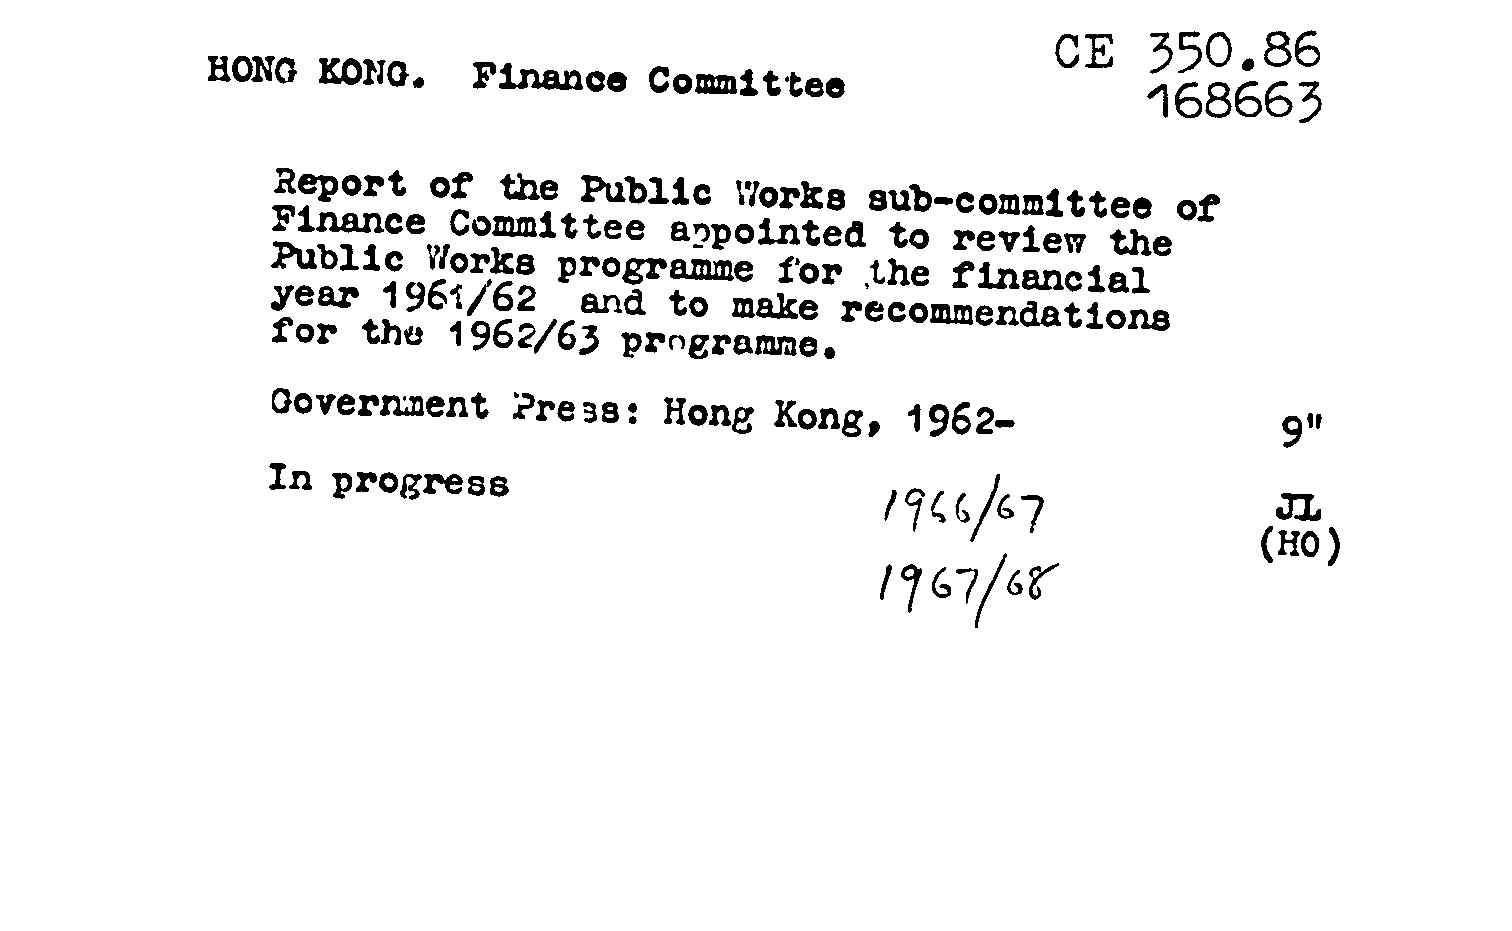 HONG KONG. Finance Committee
CE 350.86
168663
Report of the Public Works sub-committee of
Finance Committee appointed to review the
Public Works programme for the financial
year 1961/62 and to make recommendations
for the 1962/63 programme.
Government Press: Hong Kong, 1962-
9"
In progress
1966/67
JL
(HO)
1967/68